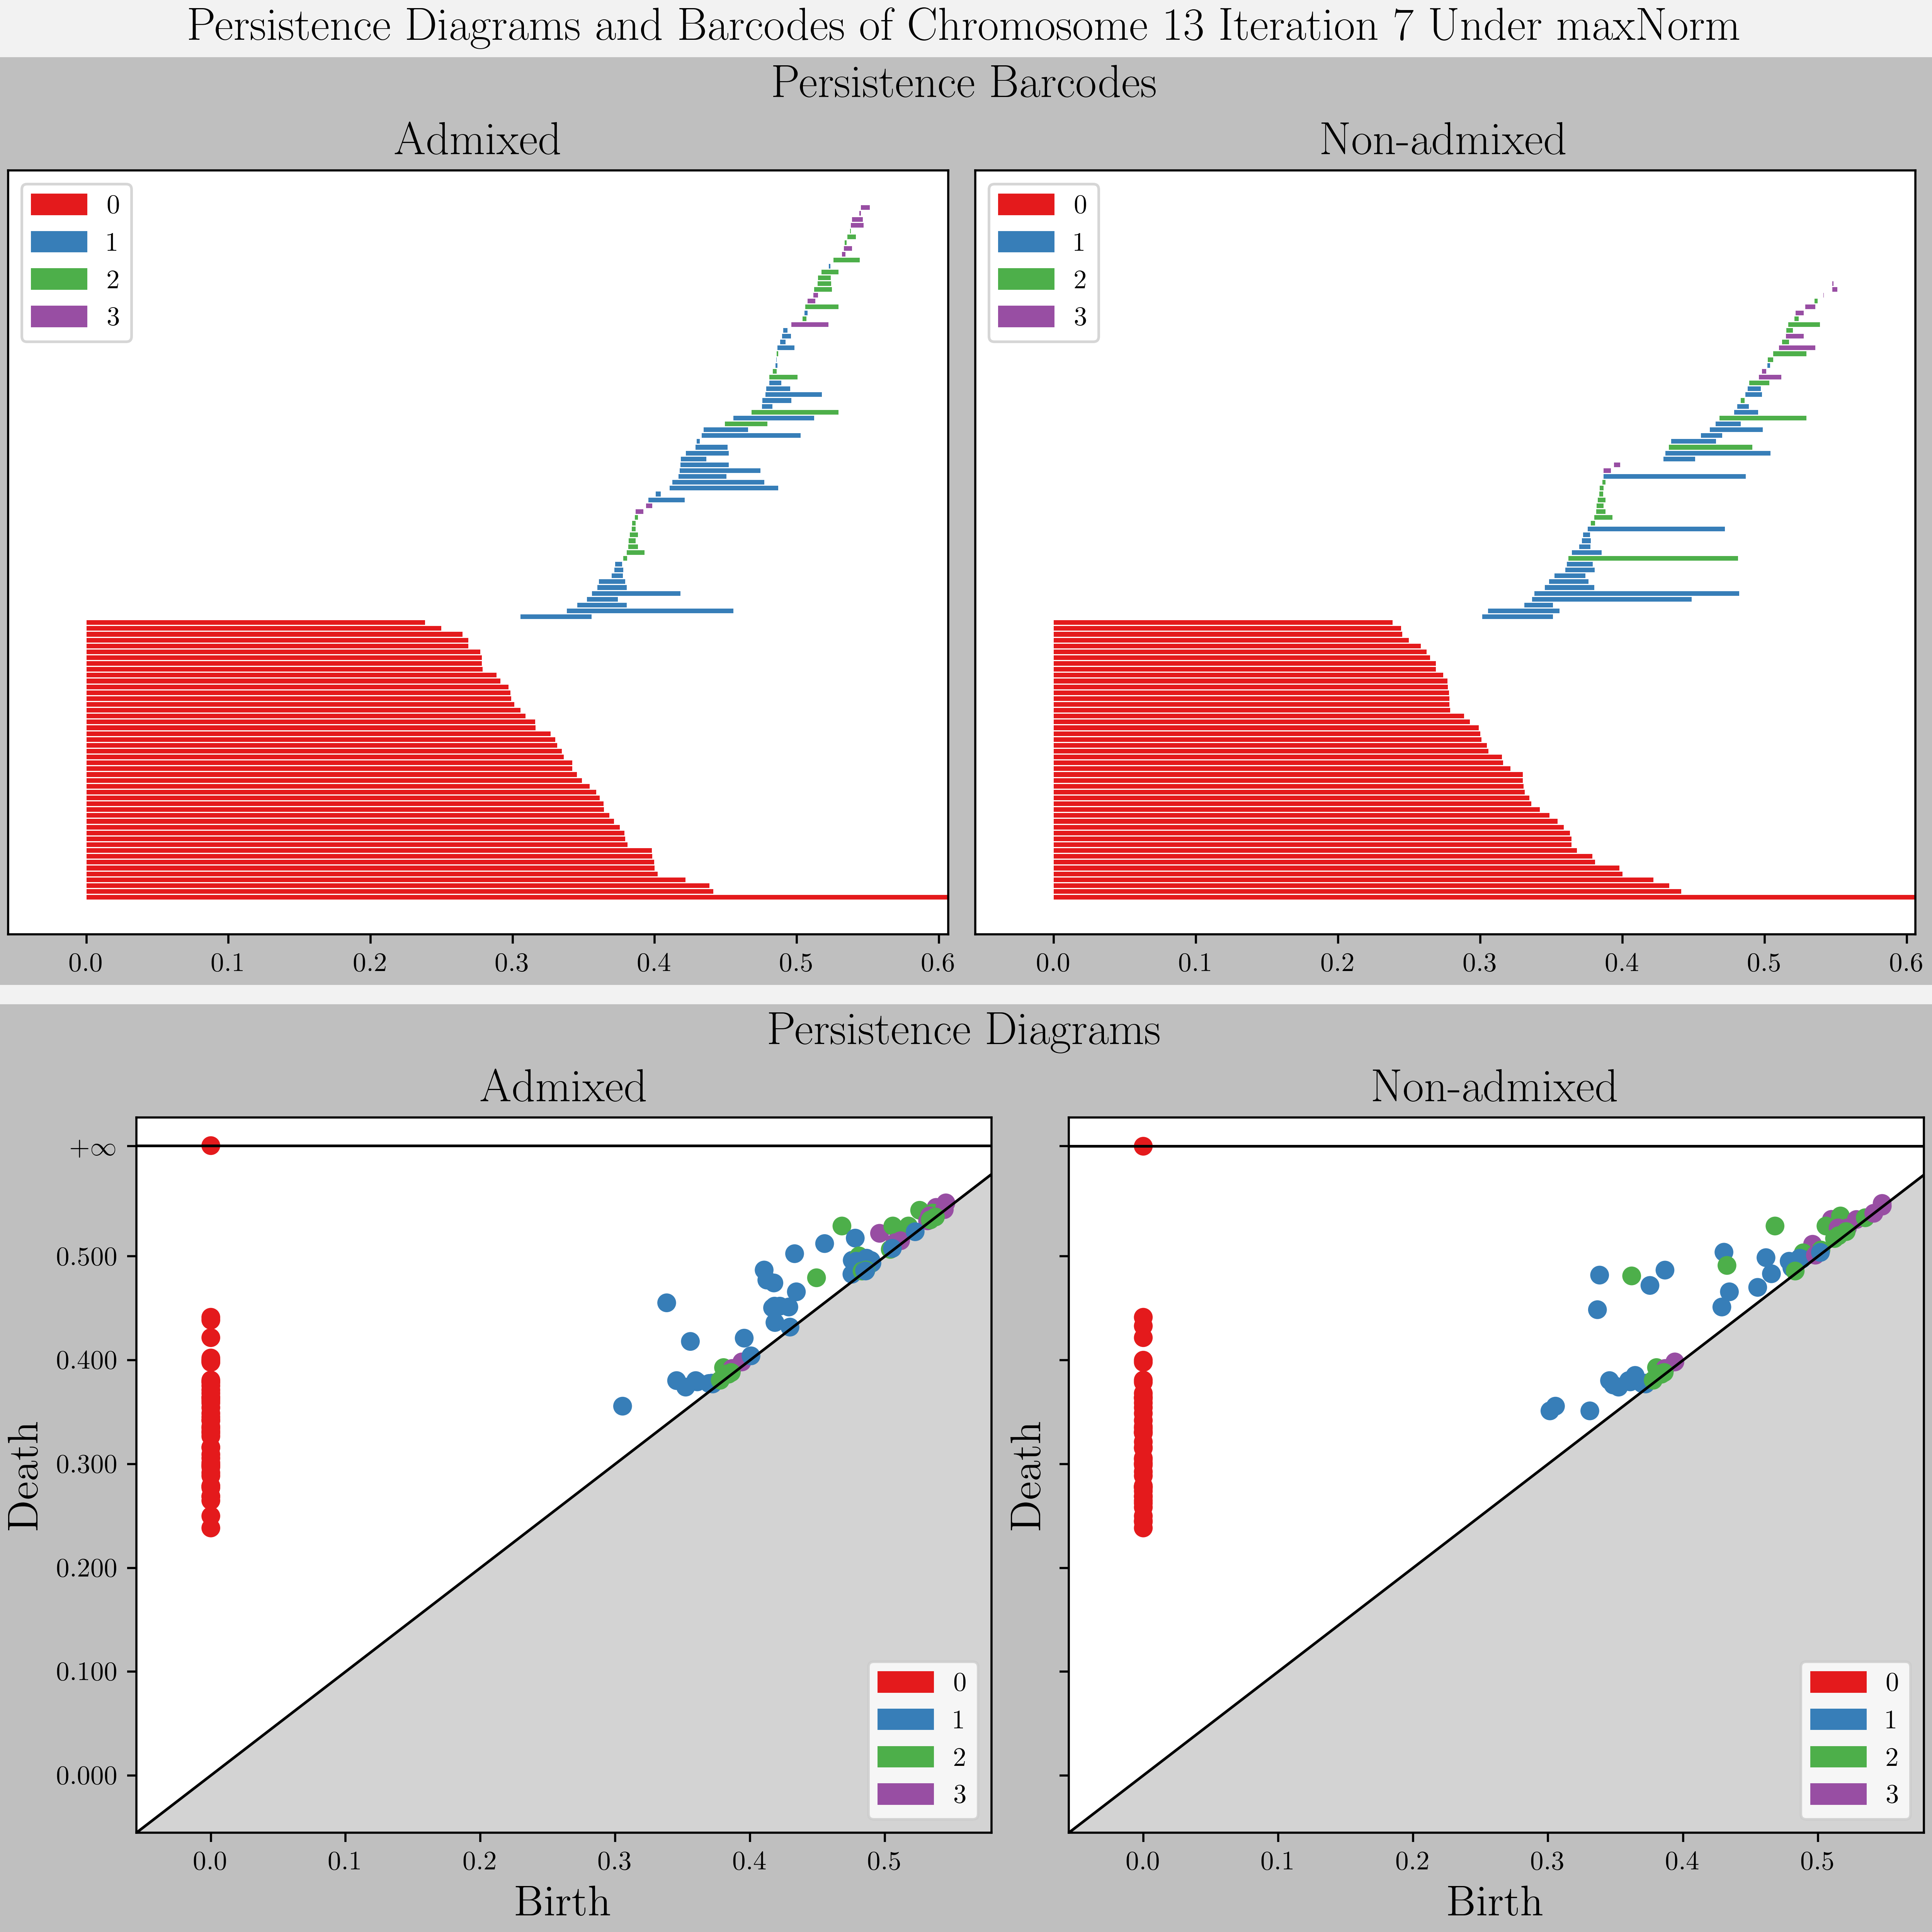 Persistence Diagrams and Barcodes of Chromosome 13 Iteration 7 Under maxNorm
Persistence Barcodes
Admixed
0
1
2
3
0.0 0.1 0.2 0.3 0.4 0.5 0.6
Non-admixed
0
1
2
3
0.0 0.1 0.2 0.3 0.4 0.5 0.6
Persistence Diagrams
Admixed
+∞
0.500
0.400
0.300
0.200
0.100
0.000
Death
0
1
2
3
0.0 0.1 0.2 0.3 0.4 0.5
Birth
Non-admixed
Death
0
1
2
3
0.0 0.1 0.2 0.3 0.4 0.5
Birth